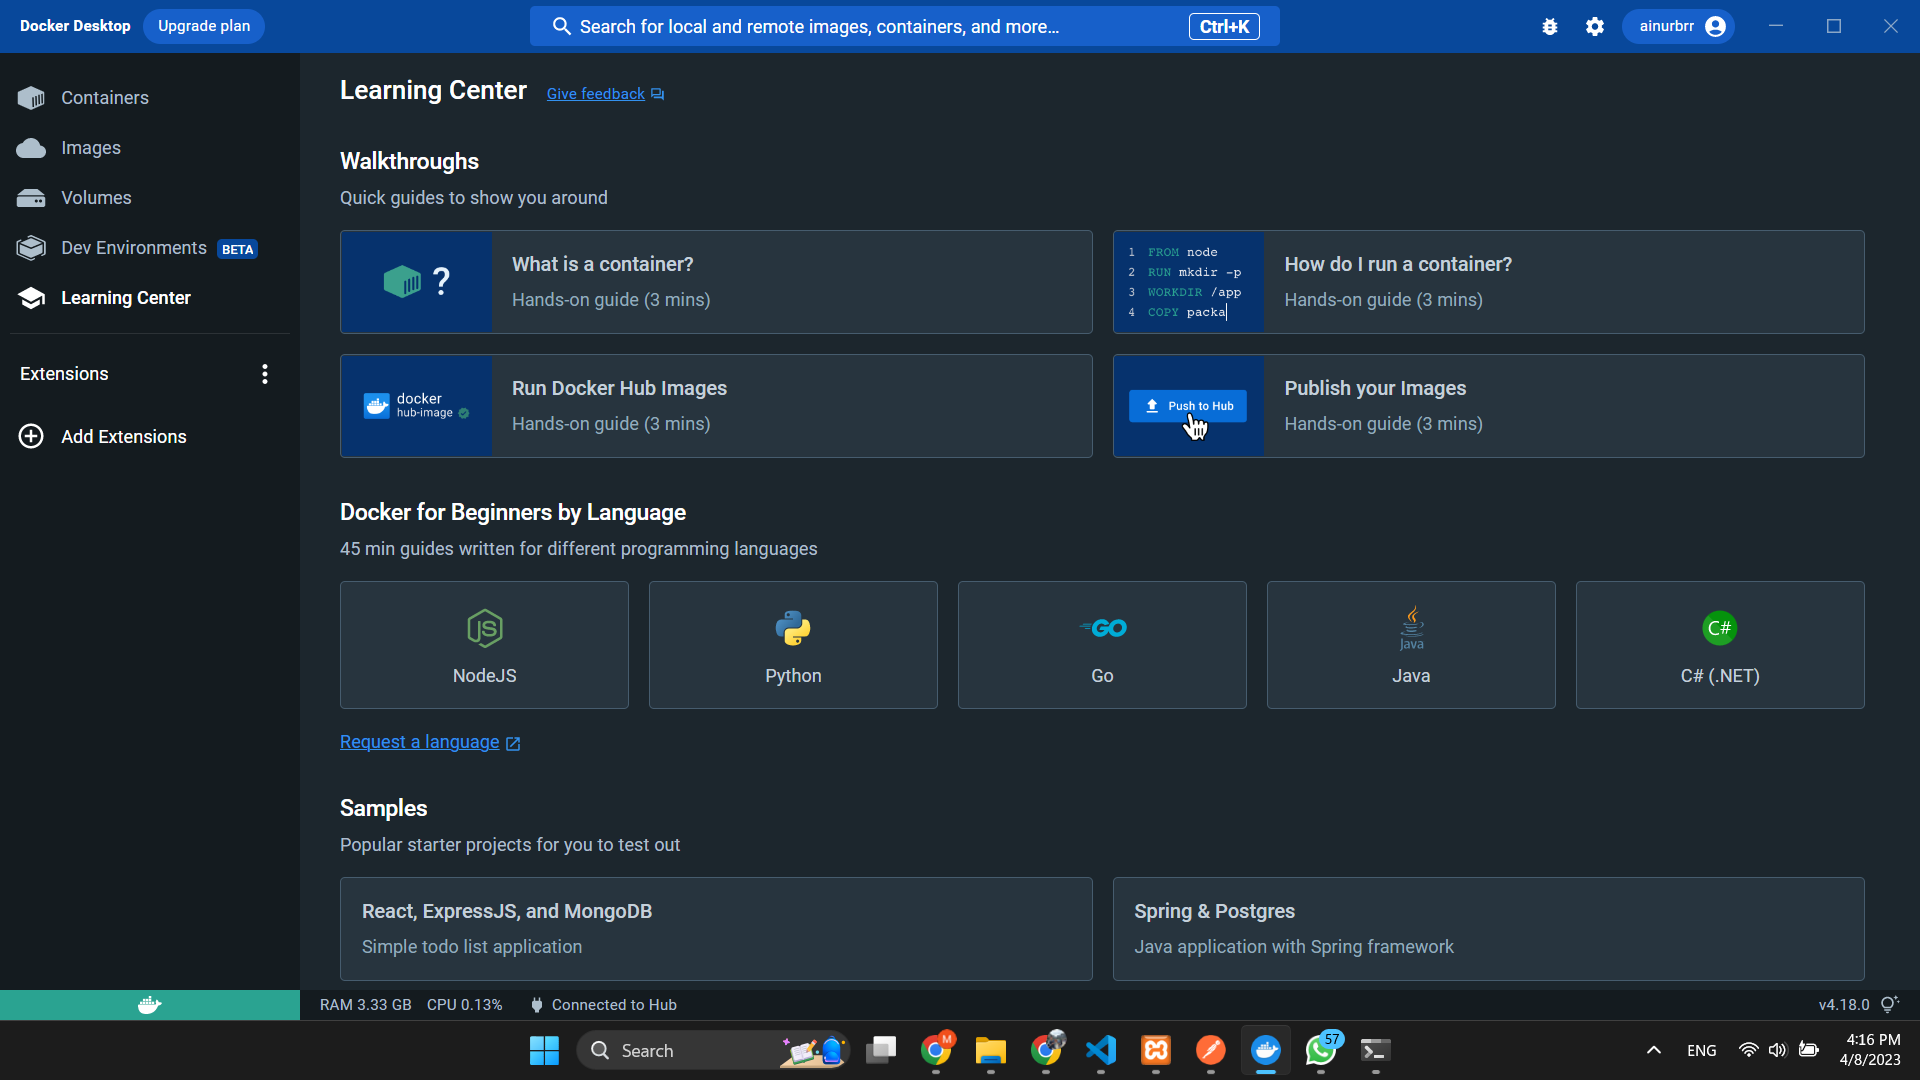 Docker Desktop
Upgrade plan
Search for local and remote images, containers, and more...
Ctrl+K
ainurbrr
Containers
Images
Volumes
Dev Environments BETA
Learning Center
Extensions
Add Extensions
Learning Center
Give feedback
Walkthroughs
Quick guides to show you around
?
What is a container?
Hands-on guide (3 mins)
1 FROM node
2 RUN mkdir -p
3 WORKDIR /app
4 COPY packa
How do I run a container?
Hands-on guide (3 mins)
docker
hub-image
Run Docker Hub Images
Hands-on guide (3 mins)
Push to Hub
Publish your Images
Hands-on guide (3 mins)
Docker for Beginners by Language
45 min guides written for different programming languages
JS
NodeJS
Python
GO
Go
Java
Java
C#
C# (.NET)
Request a language
Samples
Popular starter projects for you to test out
React, ExpressJS, and MongoDB
Simple todo list application
Spring & Postgres
Java application with Spring framework
RAM 3.33 GB CPU 0.13% Connected to Hub
v4.18.0
Search
M
57
ENG
4:16 PM
4/8/2023